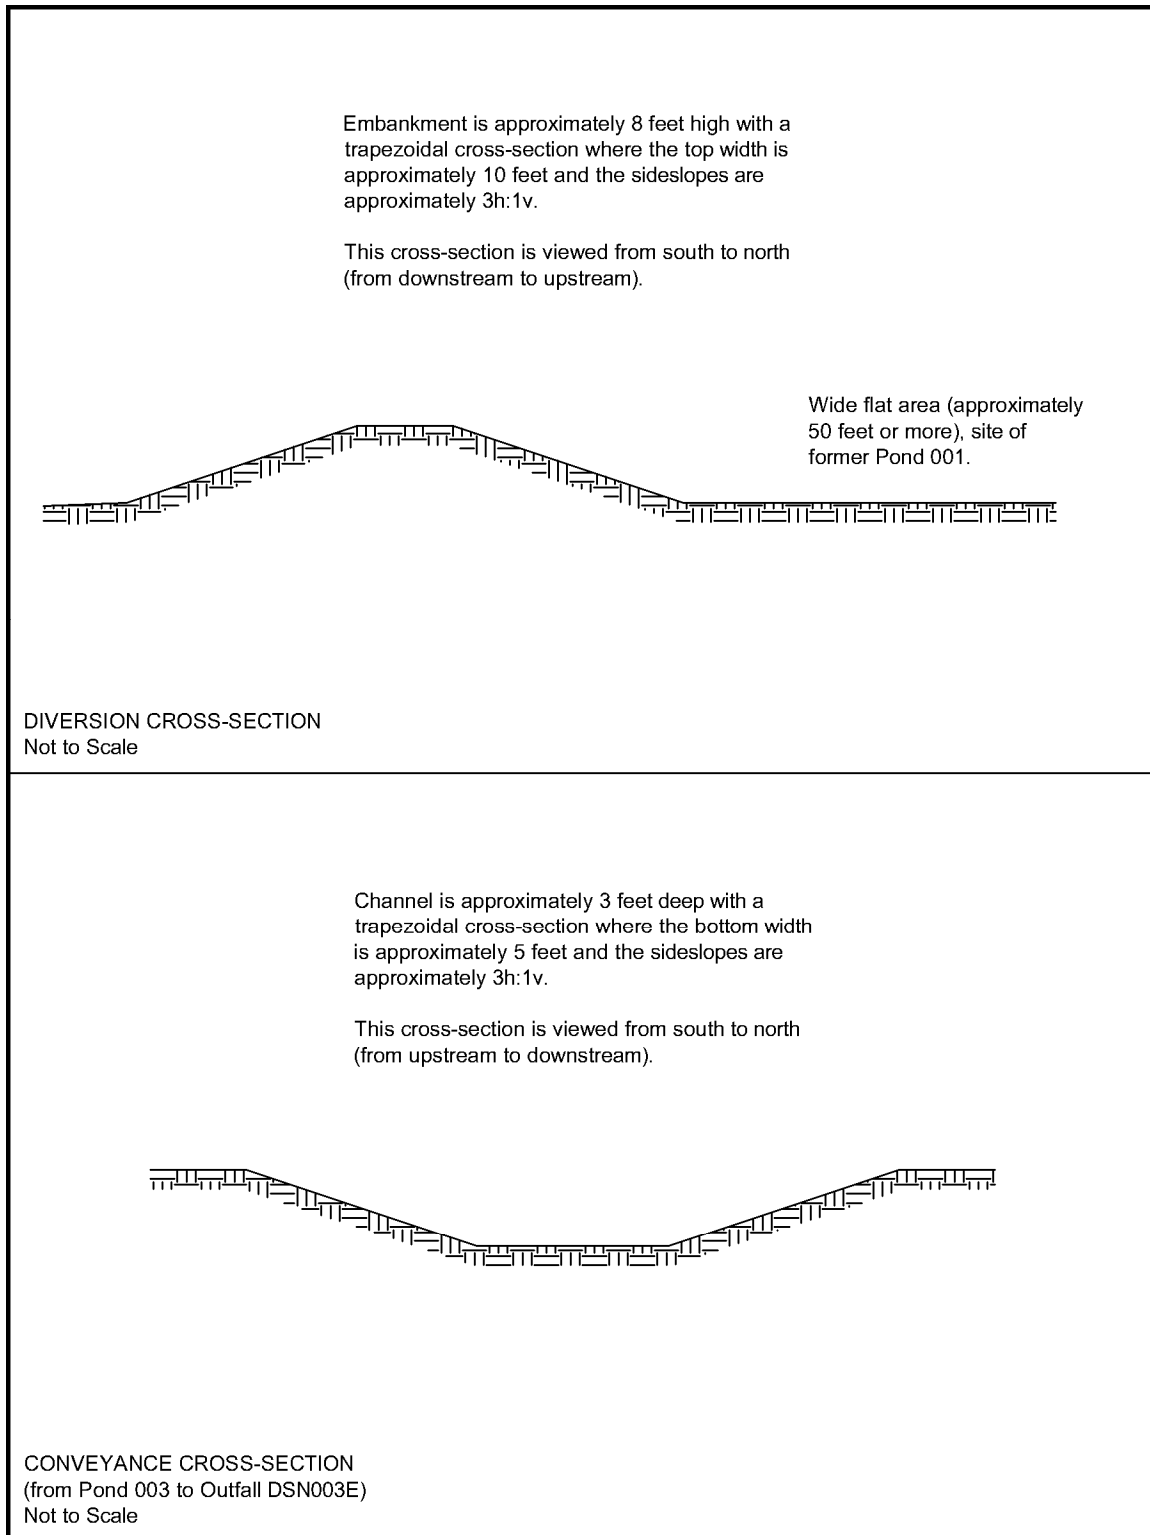 Embankment is approximately 8 feet high with a
trapezoidal cross-section where the top width is
approximately 10 feet and the sideslopes are
approximately 3h:1v.
This cross-section is viewed from south to north
(from downstream to upstream).
Wide flat area (approximately
50 feet or more), site of
former Pond 001.
DIVERSION CROSS-SECTION
Not to Scale
Channel is approximately 3 feet deep with a
trapezoidal cross-section where the bottom width
is approximately 5 feet and the sideslopes are
approximately 3h:1v.
This cross-section is viewed from south to north
(from upstream to downstream).
CONVEYANCE CROSS-SECTION
(from Pond 003 to Outfall DSN003E)
Not to Scale